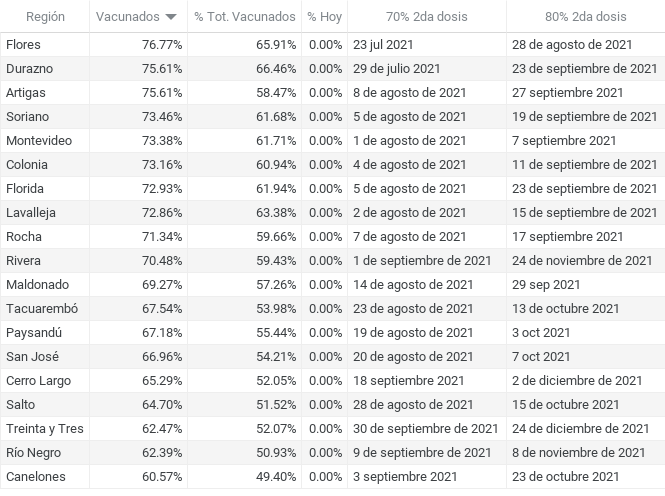 Región Vacunados % Tot. Vacunados % Hoy 70% 2da dosis 80% 2da dosis
Flores 76.77% 65.91% 0.00% 23 jul 2021 28 de agosto de 2021
Durazno 75.61% 66.46% 0.00% 29 de julio 2021 23 de septiembre de 2021
Artigas 75.61% 58.47% 0.00% 8 de agosto de 2021 27 septiembre 2021
Soriano 73.46% 61.68% 0.00% 5 de agosto de 2021 19 de septiembre de 2021
Montevideo 73.38% 61.71% 0.00% 1 de agosto de 2021 7 septiembre 2021
Colonia 73.16% 60.94% 0.00% 4 de agosto de 2021 11 de septiembre de 2021
Florida 72.93% 61.94% 0.00% 5 de agosto de 2021 23 de septiembre de 2021
Lavalleja 72.86% 63.38% 0.00% 2 de agosto de 2021 15 de septiembre de 2021
Rocha 71.34% 59.66% 0.00% 7 de agosto de 2021 17 septiembre 2021
Rivera 70.48% 59.43% 0.00% 1 de septiembre de 2021 24 de noviembre de 2021
Maldonado 69.27% 57.26% 0.00% 14 de agosto de 2021 29 sep 2021
Tacuarembó 67.54% 53.98% 0.00% 23 de agosto de 2021 13 de octubre 2021
Paysandú 67.18% 55.44% 0.00% 19 de agosto de 2021 3 oct 2021
San José 66.96% 54.21% 0.00% 20 de agosto de 2021 7 oct 2021
Cerro Largo 65.29% 52.05% 0.00% 18 septiembre 2021 2 de diciembre de 2021
Salto 64.70% 51.52% 0.00% 28 de agosto de 2021 15 de octubre 2021
Treinta y Tres 62.47% 52.07% 0.00% 30 de septiembre de 2021 24 de diciembre de 2021
Río Negro 62.39% 50.93% 0.00% 9 de septiembre de 2021 8 de noviembre de 2021
Canelones 60.57% 49.40% 0.00% 3 septiembre 2021 23 de octubre 2021